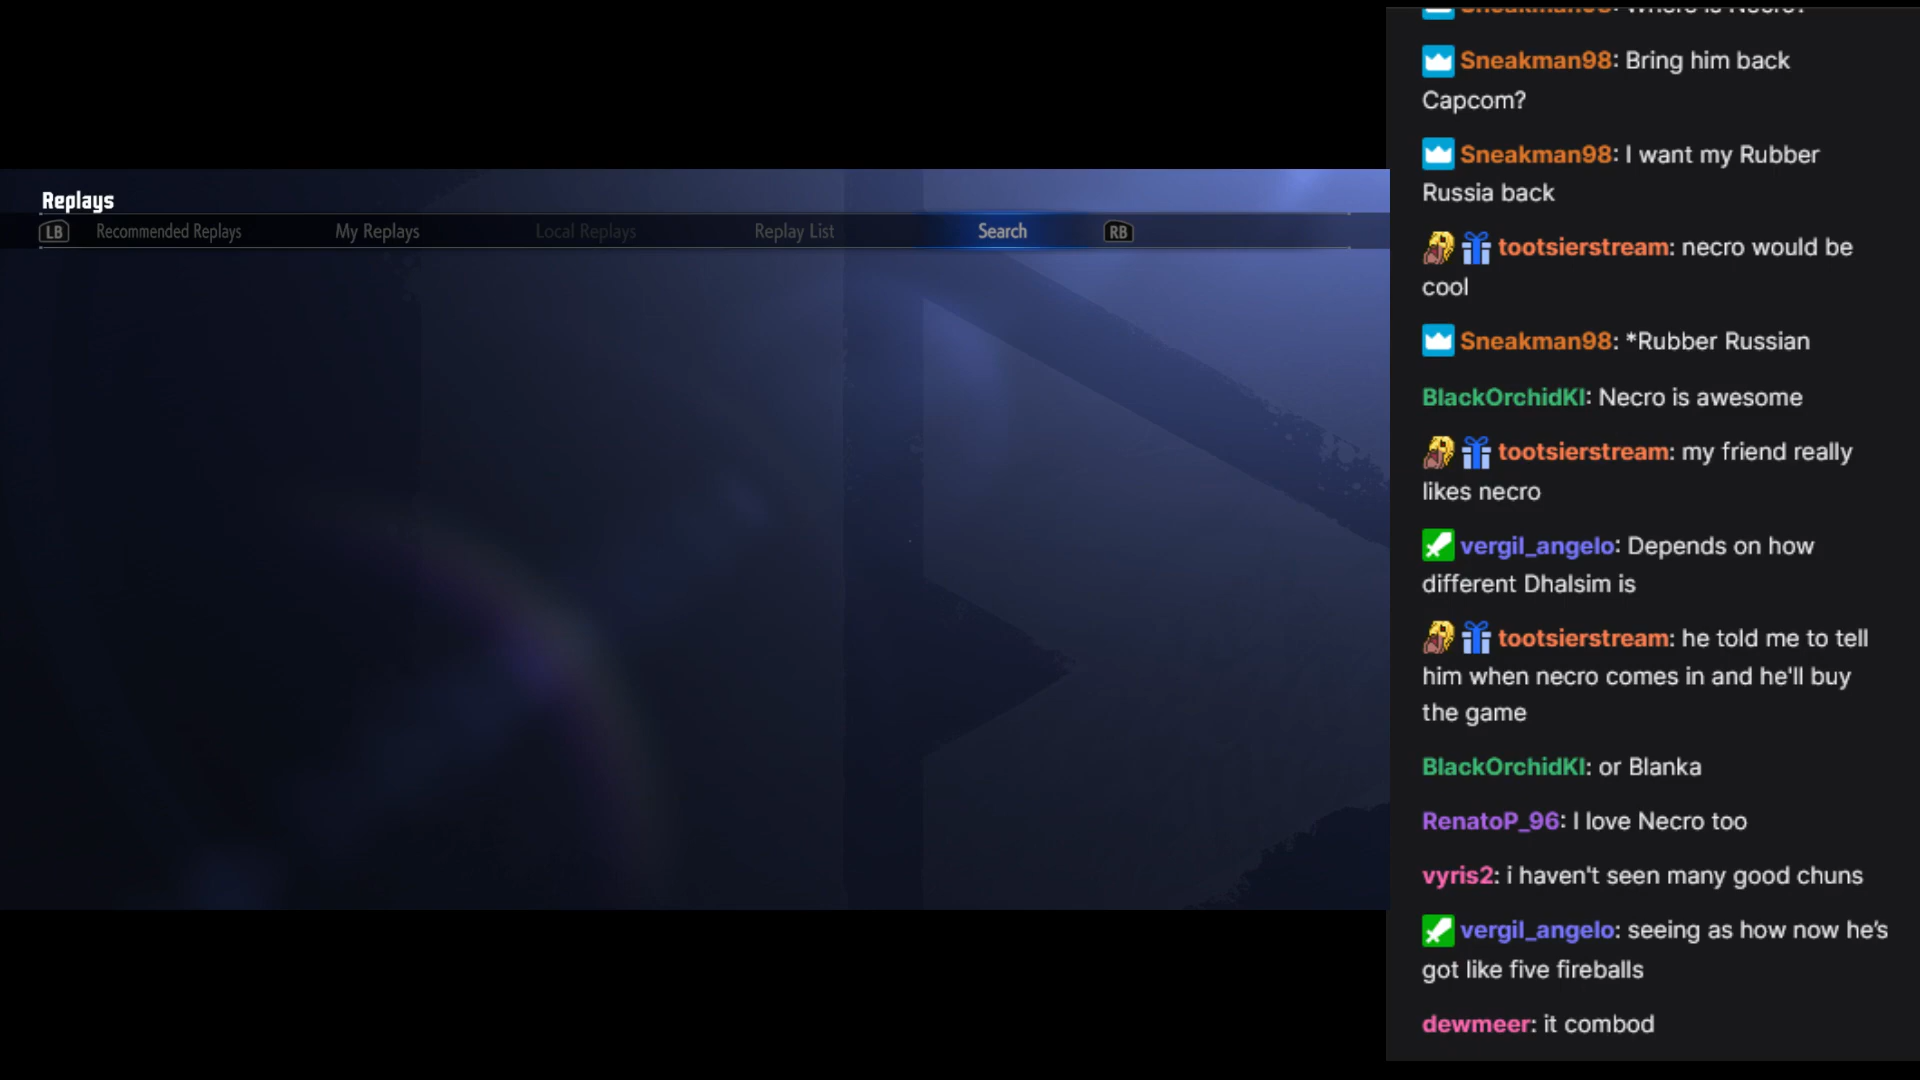 Replays
LB Recommended Replays My Replays Local Replays Replay List Search RB
Sneakman98: Where is Necro?
Sneakman98: Bring him back
Capcom?
Sneakman98: I want my Rubber
Russia back
tootsierstream: necro would be
cool
Sneakman98: *Rubber Russian
BlackOrchidKI: Necro is awesome
tootsierstream: my friend really
likes necro
vergil_angelo: Depends on how
different Dhalsim is
tootsierstream: he told me to tell
him when necro comes in and he'll buy
the game
BlackOrchidKI: or Blanka
RenatoP_96: I love Necro too
vyris2: i haven't seen many good chuns
vergil_angelo: seeing as how now he’s
got like five fireballs
dewmeer: it combod